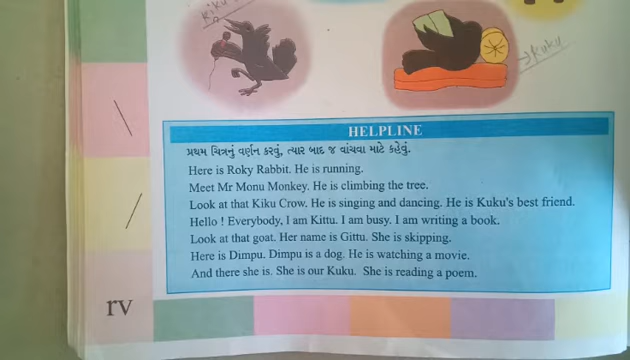 Kiku
Kuku
HELPLINE
પ્રથમ ચિત્રનું વર્ણન કરવું, ત્યાર બાદ જ વાંચવા માટે કહેવું.
Here is Roky Rabbit. He is running.
Meet Mr Monu Monkey. He is climbing the tree.
Look at that Kiku Crow. He is singing and dancing. He is Kuku's best friend.
Hello ! Everybody, I am Kittu. I am busy. I am writing a book.
Look at that goat. Her name is Gittu. She is skipping.
Here is Dimpu. Dimpu is a dog. He is watching a movie.
And there she is. She is our Kuku. She is reading a poem.
rv